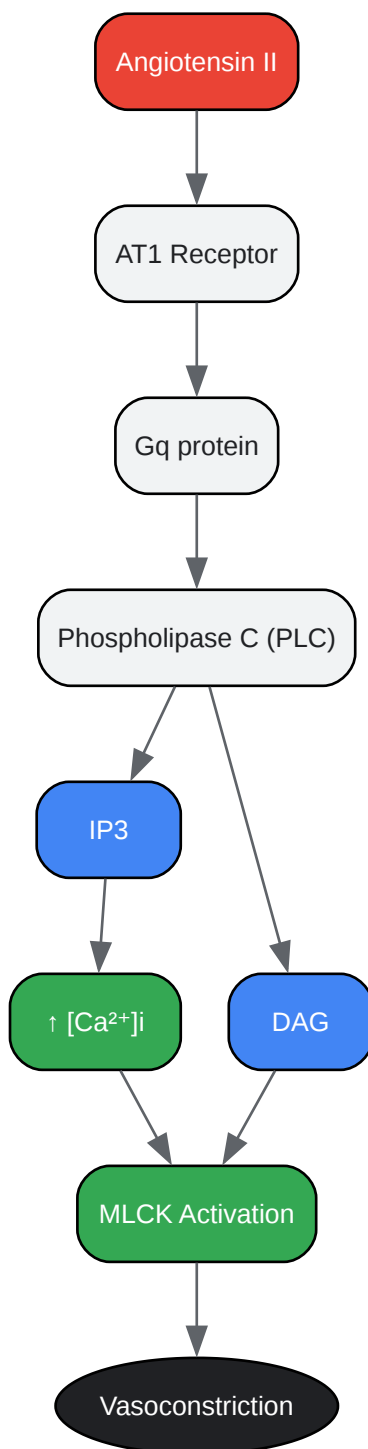 Angiotensin II
AT1 Receptor
Gq protein
Phospholipase C (PLC)
IP3
↑ [Ca²⁺]i
DAG
MLCK Activation
Vasoconstriction